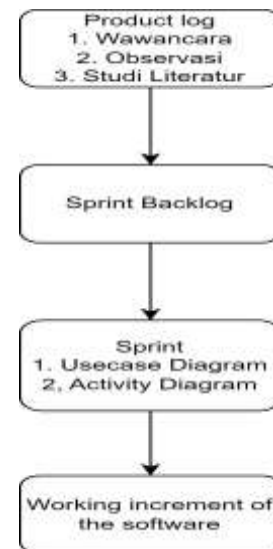 Product log
1. Wawancara
2. Observasi
3. Studi Literatur
Sprint Backlog
Sprint
1. Usecase Diagram
2, Activity Diagram
Working increment of
the software